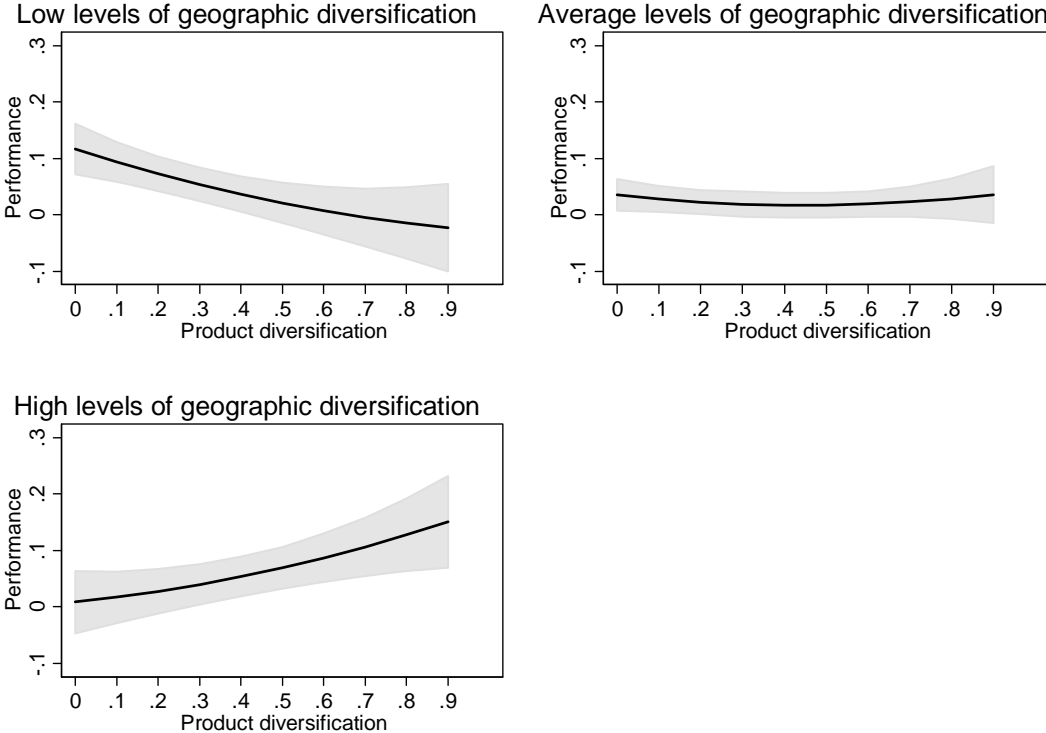 Low levels of geographic diversification
Performance
.3
.2
.1
0
-.1
0 .1 .2 .3 .4 .5 .6 .7 .8 .9
Product diversification
Average levels of geographic diversification
Performance
.3
.2
.1
0
-.1
0 .1 .2 .3 .4 .5 .6 .7 .8 .9
Product diversification
High levels of geographic diversification
Performance
.3
.2
.1
0
-.1
0 .1 .2 .3 .4 .5 .6 .7 .8 .9
Product diversification